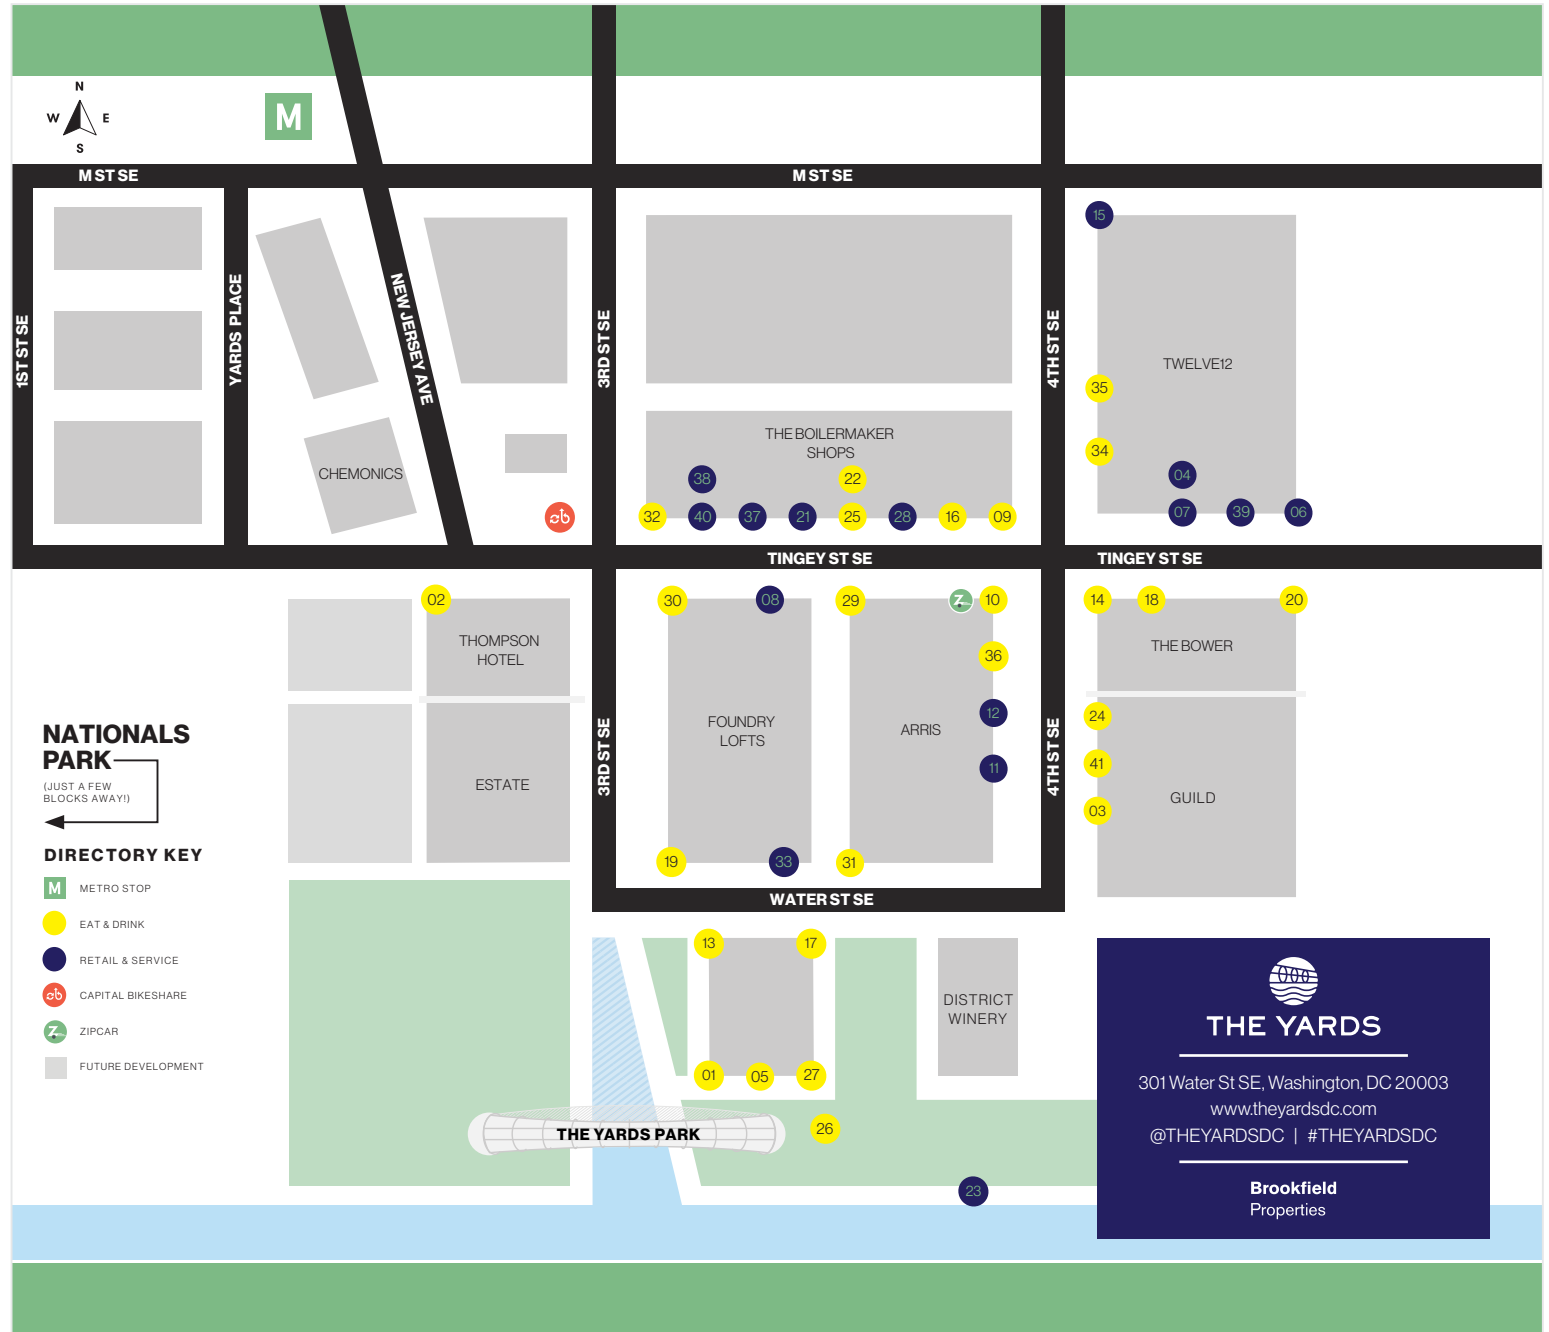 N
W E
S
M
M ST SE
M ST SE
1ST ST SE
YARDS PLACE
NEW JERSEY AVE
3RD ST SE
4TH ST SE
15
TWELVE12
35
34
04
07
39
06
CHEMONICS
THE BOILERMAKER
SHOPS
38
22
32
40
37
21
25
28
16
09
TINGEY ST SE
TINGEY ST SE
02
THOMPSON
HOTEL
ESTATE
3RD ST SE
30
08
FOUNDRY
LOFTS
19
33
29
10
36
12
11
ARRIS
31
4TH ST SE
14
18
20
THE BOWER
24
41
03
GUILD
WATER ST SE
NATIONALS
PARK
(JUST A FEW
BLOCKS AWAY!)
DIRECTORY KEY
M METRO STOP
EAT & DRINK
RETAIL & SERVICE
CAPITAL BIKESHARE
ZIPCAR
FUTURE DEVELOPMENT
13
17
01
05
27
DISTRICT
WINERY
THE YARDS PARK
26
23
THE YARDS
301 Water St SE, Washington, DC 20003
www.theyardsdc.com
@THEYARDSDC | #THEYARDSDC
Brookfield
Properties